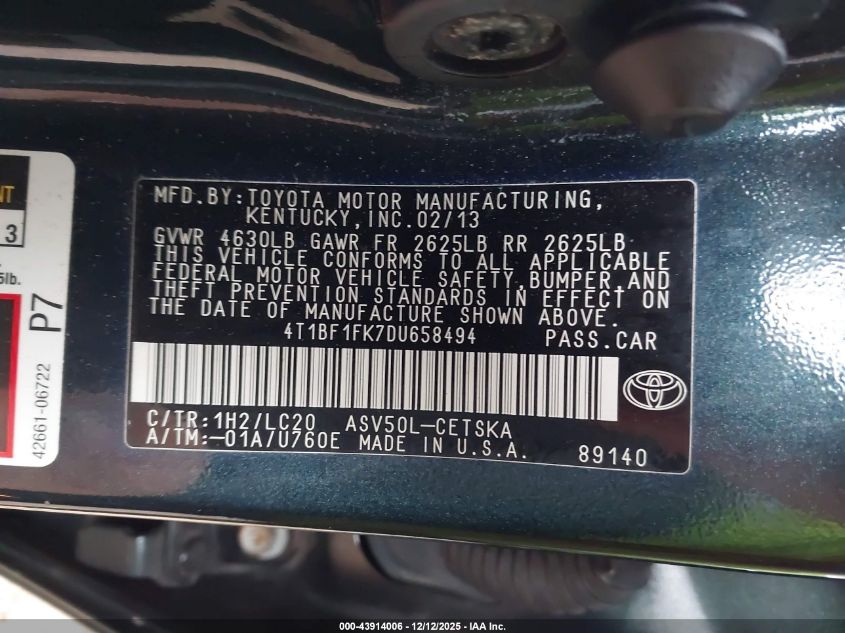 MFD.BY:TOYOTA MOTOR MANUFACTURING,
KENTUCKY,INC.02/13
GVWR 4630LB GAWR FR 2625LB RR 2625LB
THIS VEHICLE CONFORMS TO ALL APPLICABLE
FEDERAL MOTOR VEHICLE SAFETY,BUMPER,AND
THEFT PREVENTION STANDARDS IN EFFECT ON
THE DATE OF MANUFACTURE SHOWN ABOVE.
4T1BF1FK7DU658494 PASS.CAR
C/TR:1H2/LC20 ASV50L-CETSKA
A/TM:-01A/U760E MADE IN U.S.A.
89140
3
5lb.
P7
42661-06722
000-43914006 - 12/12/2025 - IAA Inc.